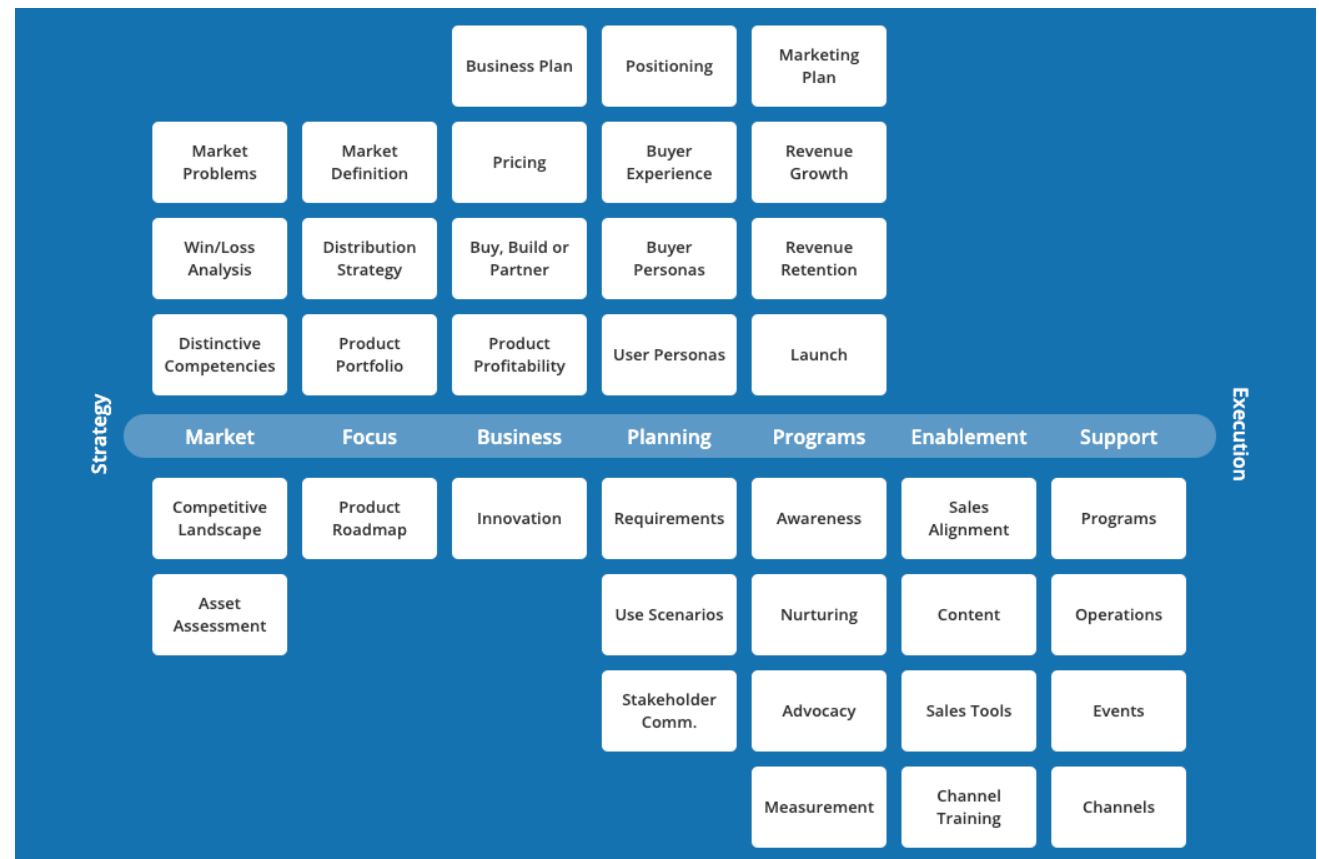 Business Plan
Positioning
Marketing
Plan
Market
Problems
Market
Definition
Pricing
Buyer
Experience
Revenue
Growth
Win/Loss
Analysis
Distribution
Strategy
Buy, Build or
Partner
Buyer
Personas
Revenue
Retention
Distinctive
Competencies
Product
Portfolio
Product
Profitability
User Personas
Launch
Strategy
Market
Focus
Business
Planning
Programs
Enablement
Support
Execution
Competitive
Landscape
Product
Roadmap
Innovation
Requirements
Awareness
Sales
Alignment
Programs
Asset
Assessment
Use Scenarios
Nurturing
Content
Operations
Stakeholder
Comm.
Advocacy
Sales Tools
Events
Measurement
Channel
Training
Channels